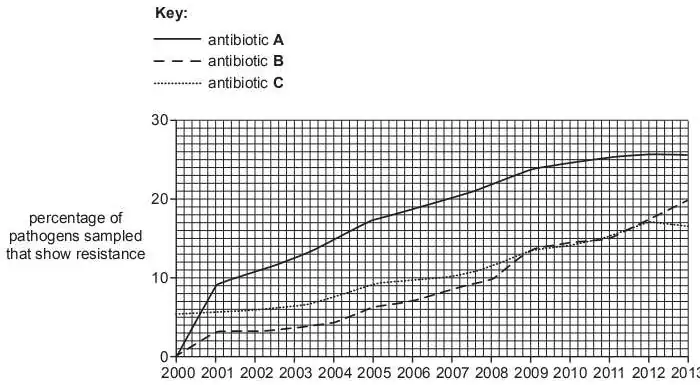 Key:
antibiotic A
antibiotic B
antibiotic C
30
20
10
0
percentage of
pathogens sampled
that show resistance
2000 2001 2002 2003 2004 2005 2006 2007 2008 2009 2010 2011 2012 2013